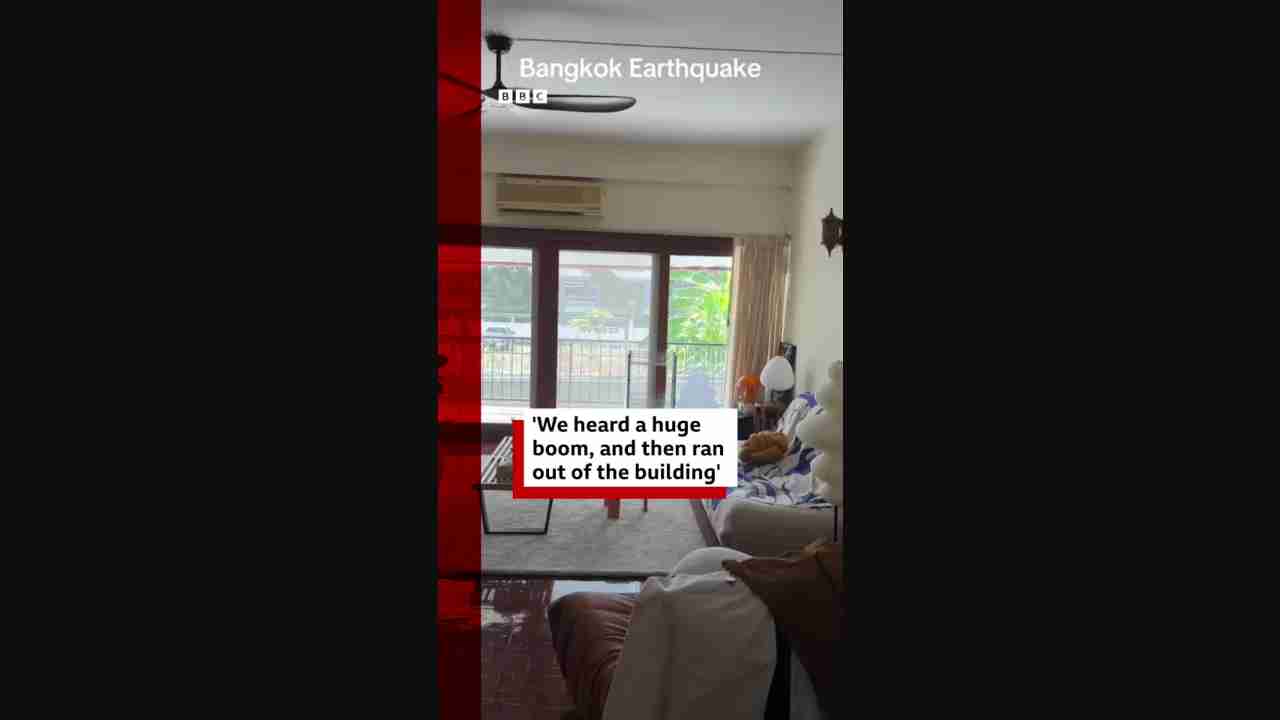 Bangkok Earthquake
BBC
'We heard a huge
boom, and then ran
out of the building'